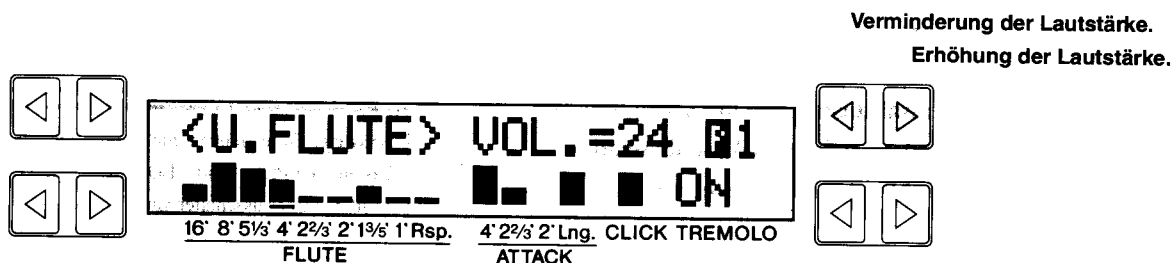 Verminderung der Lautstärke.
Erhöhung der Lautstärke.
<U.FLUTE> VOL.=24 P1
ON
16' 8' 5⅓' 4' 2⅔' 2' 1⅗' 1' Rsp. 4' 2⅔' 2' Lng. CLICK TREMOLO
FLUTE ATTACK